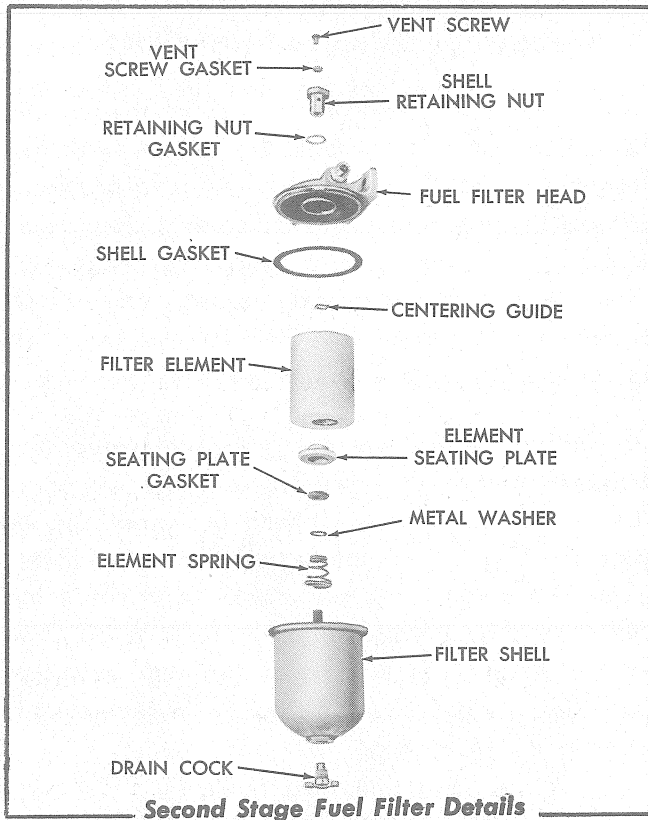 VENT SCREW
VENT
SCREW GASKET
SHELL
RETAINING NUT
RETAINING NUT
GASKET
FUEL FILTER HEAD
SHELL GASKET
CENTERING GUIDE
FILTER ELEMENT
ELEMENT
SEATING PLATE
SEATING PLATE
GASKET
METAL WASHER
ELEMENT SPRING
FILTER SHELL
DRAIN COCK
Second Stage Fuel Filter Details